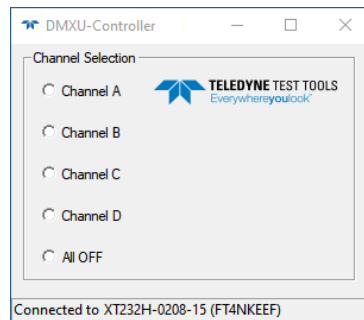 DMXU-Controller
Channel Selection
Channel A
TELEDYNE TEST TOOLS
Everywhereyoulook™
Channel B
Channel C
Channel D
All OFF
Connected to XT232H-0208-15 (FT4NKEEF)